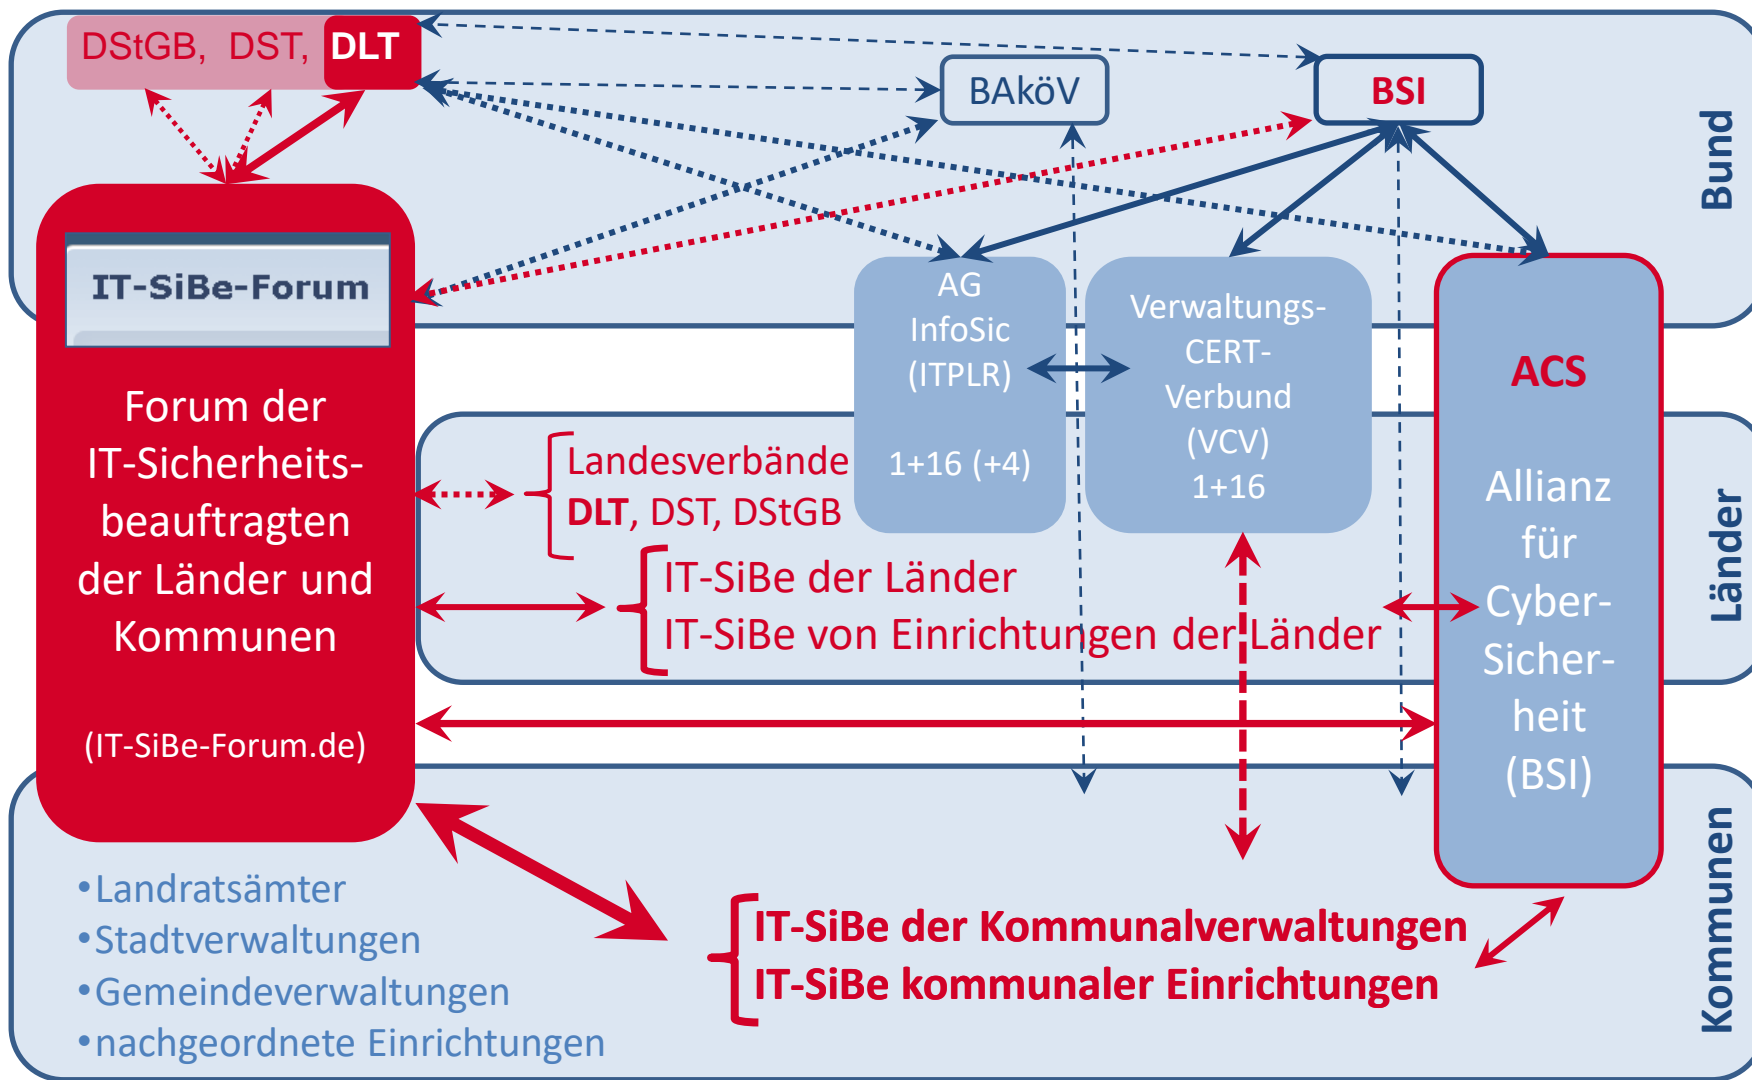 DStGB, DST, DLT
BAköV
BSI
Bund
IT-SiBe-Forum
Forum der
IT-Sicherheits-
beauftragten
der Länder und
Kommunen
(IT-SiBe-Forum.de)
AG
InfoSic
(ITPLR)
1+16 (+4)
Verwaltungs-
CERT-
Verbund
(VCV)
1+16
ACS
Allianz
für
Cyber-
Sicher-
heit
(BSI)
Landesverbände
DLT, DST, DStGB
IT-SiBe der Länder
IT-SiBe von Einrichtungen der Länder
Länder
•Landratsämter
•Stadtverwaltungen
•Gemeindeverwaltungen
•nachgeordnete Einrichtungen
IT-SiBe der Kommunalverwaltungen
IT-SiBe kommunaler Einrichtungen
Kommunen